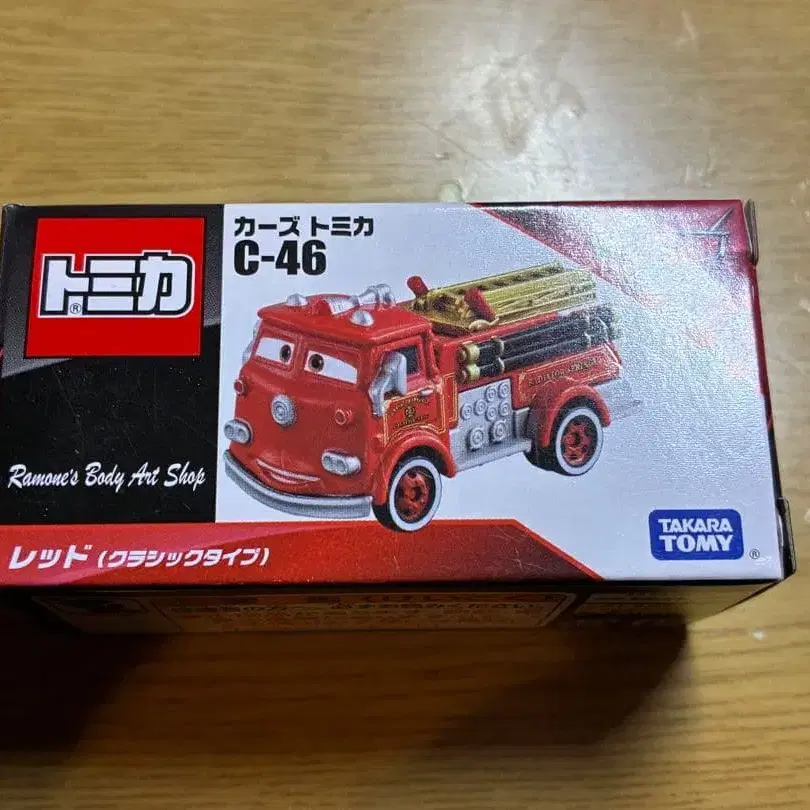 トミカ
®
カーズ トミカ
C-46
Ramone's Body Art Shop
レッド (クラシックタイプ)
TAKARA
TOMY
®